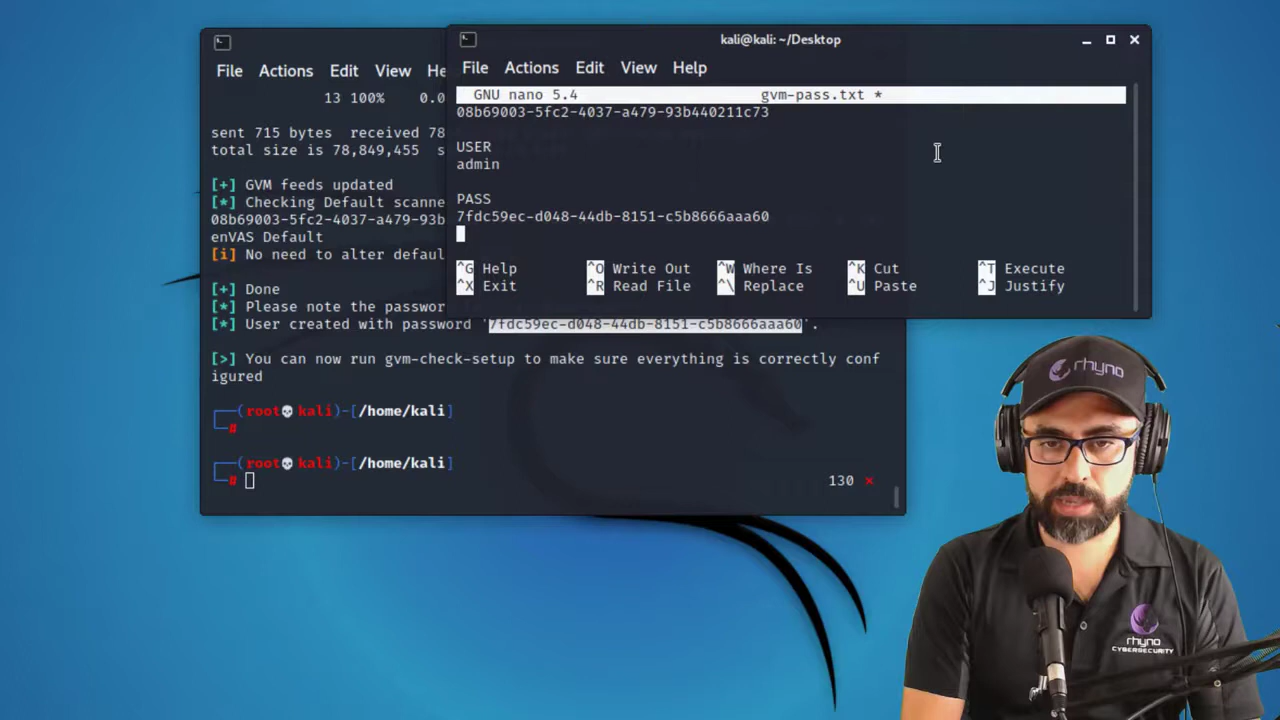 File Actions Edit View He
13 100% 0.0
sent 715 bytes received 78
total size is 78,849,455 s
[+] GVM feeds updated
[*] Checking Default scanne
08b69003-5fc2-4037-a479-93b
enVAS Default
[i] No need to alter defaul
[+] Done
[*] Please note the password
[*] User created with password '7fdc59ec-d048-44db-8151-c5b8666aaa60'.
[>] You can now run gvm-check-setup to make sure everything is correctly conf
igured
(root💀kali)-[/home/kali]
#
(root💀kali)-[/home/kali]
#
130 ×
kali@kali: ~/Desktop
File Actions Edit View Help
GNU nano 5.4 gvm-pass.txt *
08b69003-5fc2-4037-a479-93b440211c73
USER
admin
PASS
7fdc59ec-d048-44db-8151-c5b8666aaa60
^G Help ^O Write Out ^W Where Is ^K Cut ^T Execute
^X Exit ^R Read File ^\ Replace ^U Paste ^J Justify
rhyno
rhyno
CYBERSECURITY